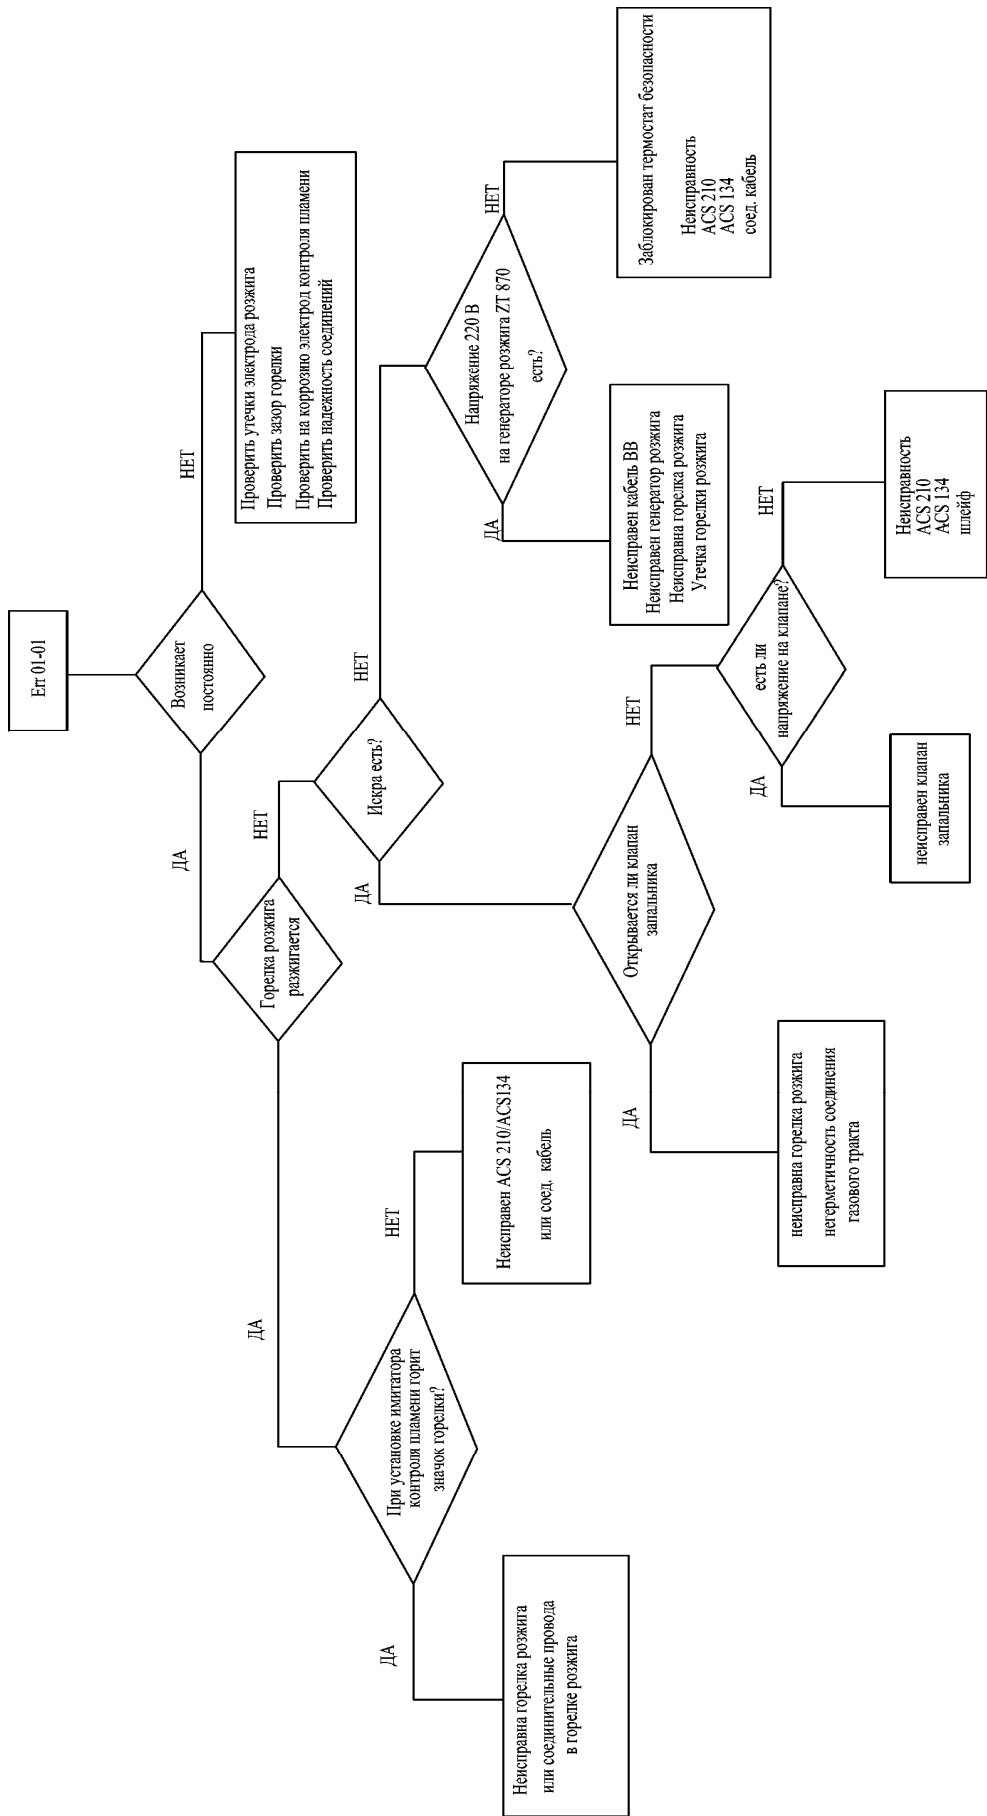 Err 01-01
Возникает
постоянно
ДА
НЕТ
Проверить утечки электрода розжига
Проверить зазор горелки
Проверить на коррозию электрод контроля пламени
Проверить надежность соединений
Горелка розжига
разжигается
ДА
НЕТ
При установке имитатора
контроля пламени горит
значок горелки?
ДА
НЕТ
Неисправна горелка розжига
или соединительные провода
в горелке розжига
Неисправен ACS 210/ACS134
или соед. кабель
Искра есть?
ДА
НЕТ
Напряжение 220 В
на генераторе розжига ZT 870
есть?
ДА
НЕТ
Неисправен кабель ВВ
Неисправен генератор розжига
Неисправна горелка розжига
Утечка горелки розжига
Заблокирован термостат безопасности
Неисправность
ACS 210
ACS 134
соед. кабель
Открывается ли клапан
запальника
ДА
НЕТ
неисправна горелка розжига
негерметичность соединения
газового тракта
есть ли
напряжение на клапане?
ДА
НЕТ
неисправен клапан
запальника
Неисправность
ACS 210
ACS 134
шлейф